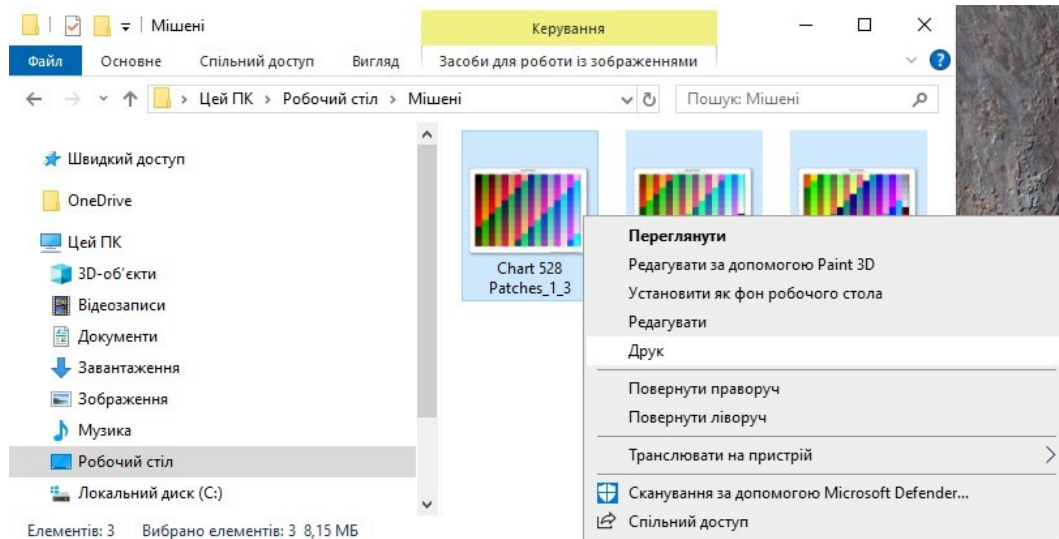 Мішені
Керування
Файл Основне Спільний доступ Вигляд Засоби для роботи із зображеннями
Цей ПК Робочий стіл Мішені Пошук: Мішені
Швидкий доступ
OneDrive
Цей ПК
3D-об'єкти
Відеозаписи
Документи
Завантаження
Зображення
Музика
Робочий стіл
Локальний диск (C:)
Chart 528
Patches_1_3
Переглянути
Редагувати за допомогою Paint 3D
Установити як фон робочого стола
Редагувати
Друк
Повернути праворуч
Повернути ліворуч
Транслювати на пристрій
Сканування за допомогою Microsoft Defender...
Спільний доступ
Елементів: 3 Вибрано елементів: 3 8,15 МБ